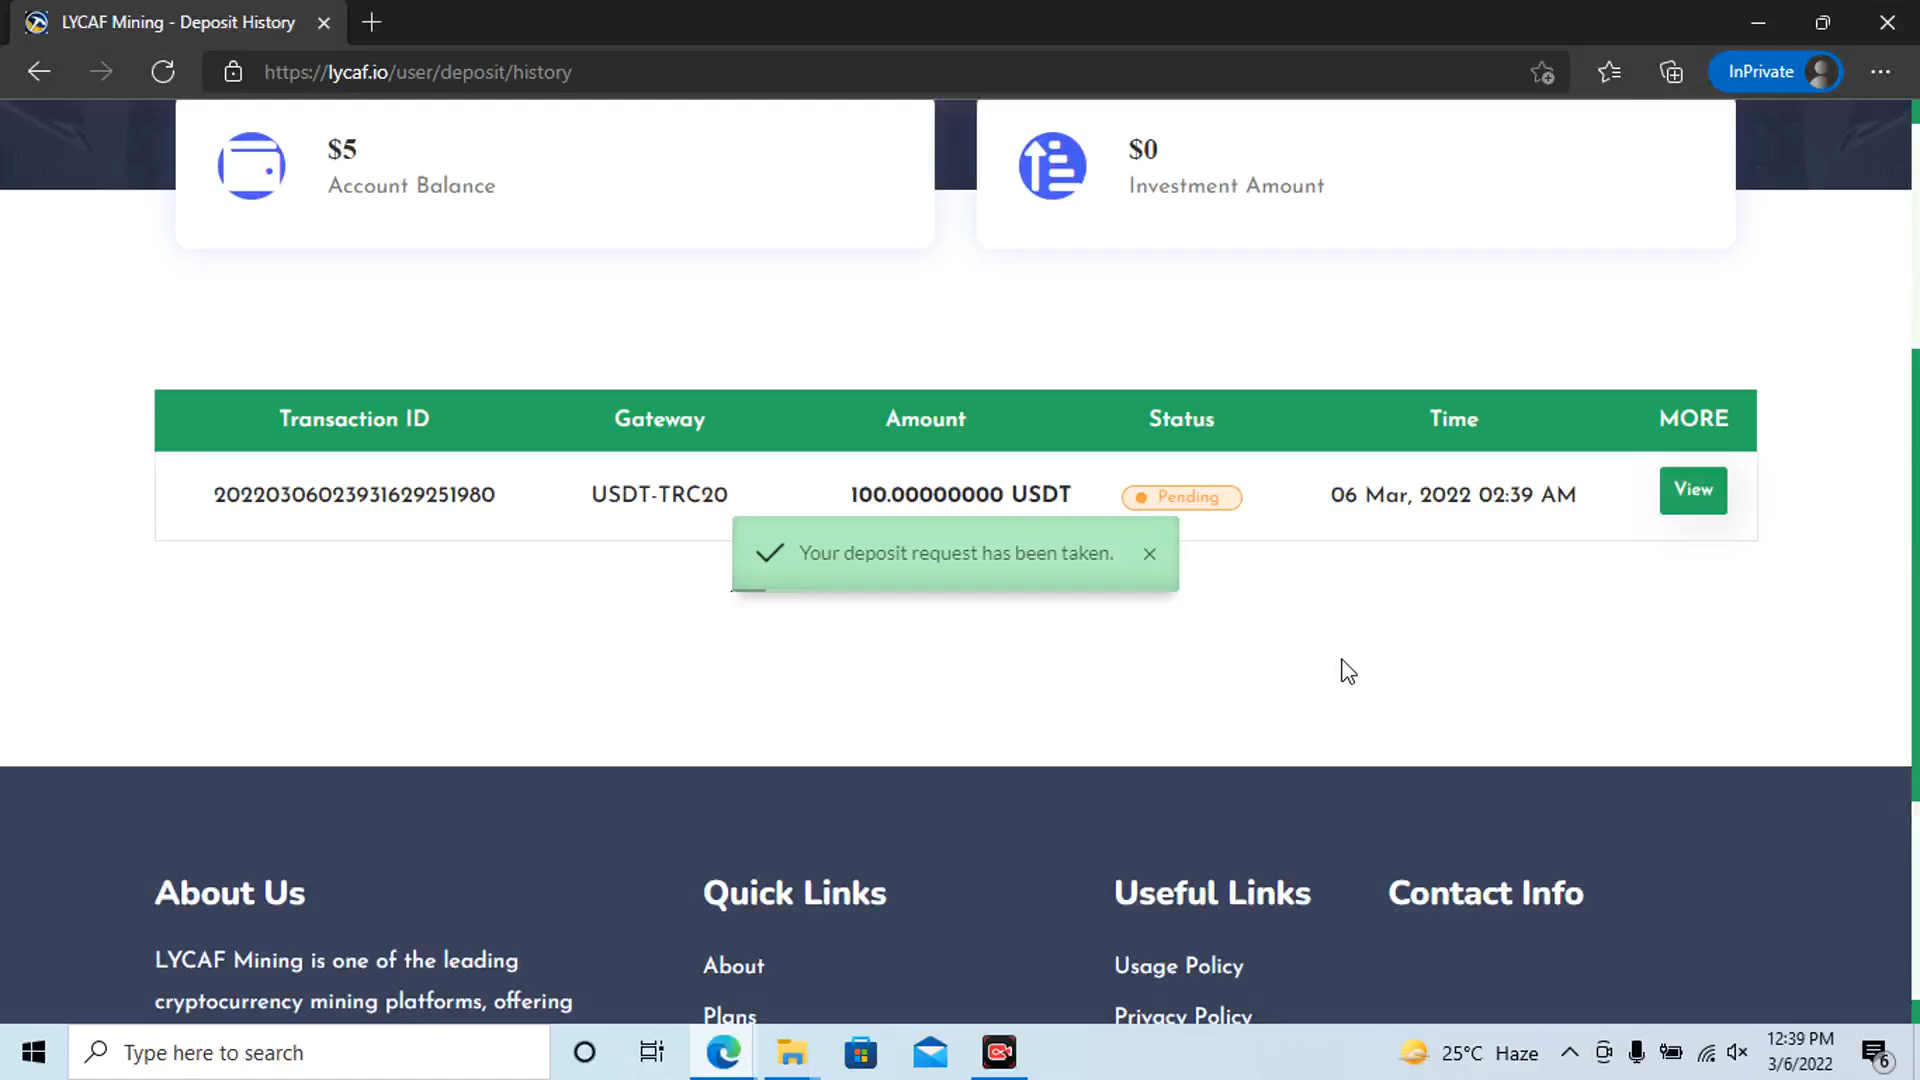 LYCAF Mining - Deposit History
https://lycaf.io/user/deposit/history
InPrivate
$5
Account Balance
$0
Investment Amount
Transaction ID Gateway Amount Status Time MORE
20220306023931629251980 USDT-TRC20 100.00000000 USDT Pending 06 Mar, 2022 02:39 AM View
Your deposit request has been taken.
About Us Quick Links Useful Links Contact Info
LYCAF Mining is one of the leading
cryptocurrency mining platforms, offering
About
Plans
Usage Policy
Privacy Policy
Type here to search
25°C Haze
12:39 PM
3/6/2022
6